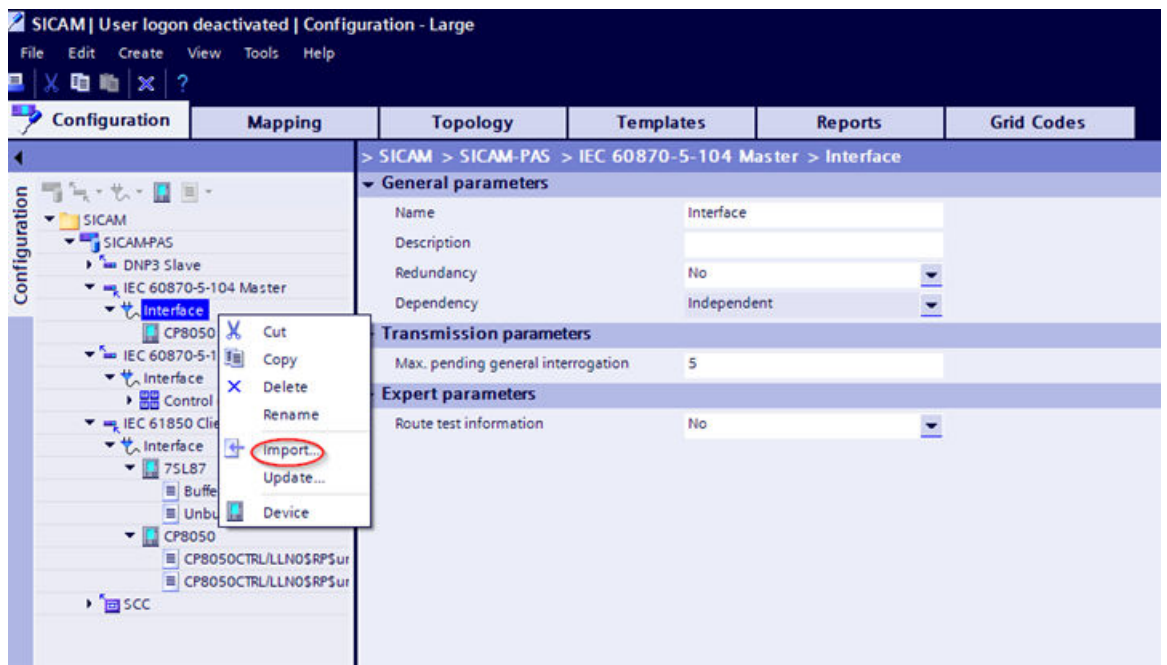 SICAM | User logon deactivated | Configuration - Large
File Edit Create View Tools Help
?
Configuration Mapping Topology Templates Reports Grid Codes
> SICAM > SICAM-PAS > IEC 60870-5-104 Master > Interface
Configuration
SICAM
SICAM-PAS
DNP3 Slave
IEC 60870-5-104 Master
Interface
CP8050
IEC 60870-5-1
Interface
Control
IEC 61850 Clie
Interface
7SL87
Buffe
Unbu
CP8050
CP8050CTRL/LLN0$RP$ur
CP8050CTRL/LLN0$RP$ur
SCC
Cut
Copy
Delete
Rename
Import...
Update...
Device
General parameters
Name Interface
Description
Redundancy No
Dependency Independent
Transmission parameters
Max. pending general interrogation 5
Expert parameters
Route test information No